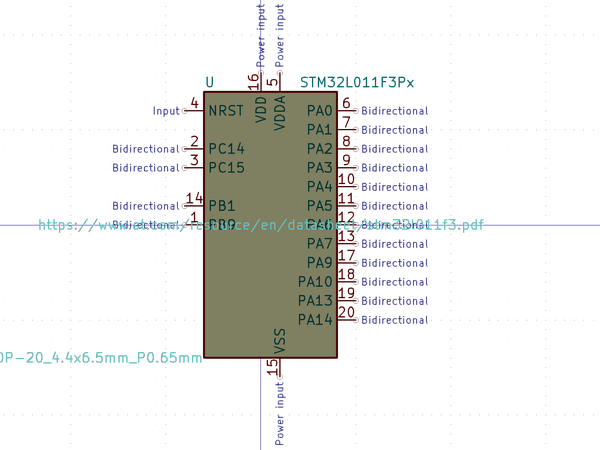 Power input
Power input
16
5
U
STM32L011F3Px
VDD
VDDA
Input
4
NRST
PA0
6
Bidirectional
PA1
7
Bidirectional
Bidirectional
2
PC14
PA2
8
Bidirectional
Bidirectional
3
PC15
PA3
9
Bidirectional
PA4
10
Bidirectional
Bidirectional
14
PB1
PA5
11
Bidirectional
Bidirectional
1
12
Bidirectional
PA7
13
Bidirectional
PA9
17
Bidirectional
PA10
18
Bidirectional
PA13
19
Bidirectional
PA14
20
Bidirectional
VSS
OP-20_4.4x6.5mm_P0.65mm
15
Power input